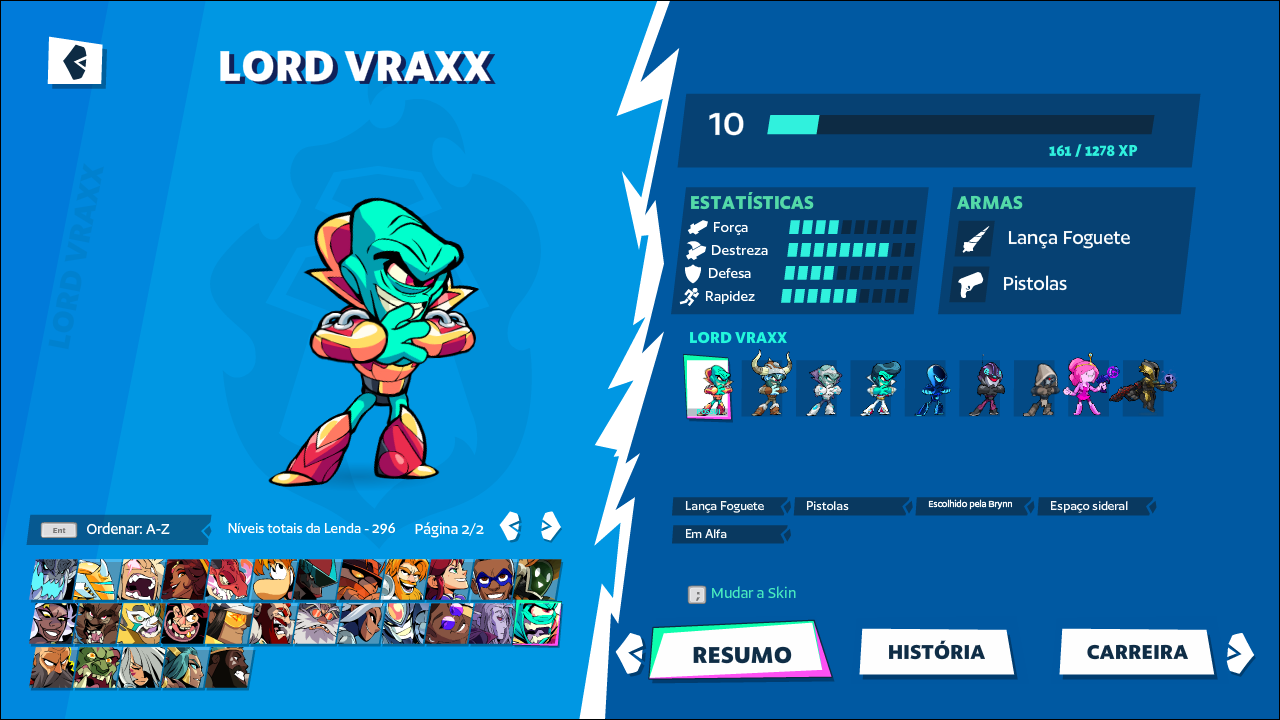 LORD VRAXX
LORD VRAXX
10
161 / 1278 XP
ESTATÍSTICAS
Força
Destreza
Defesa
Rapidez
ARMAS
Lança Foguete
Pistolas
LORD VRAXX
Lança Foguete
Pistolas
Escolhido pela Brynn
Espaço sideral
Em Alfa
Ent
Ordenar: A-Z
Níveis totais da Lenda - 296
Página 2/2
; Mudar a Skin
RESUMO
HISTÓRIA
CARREIRA